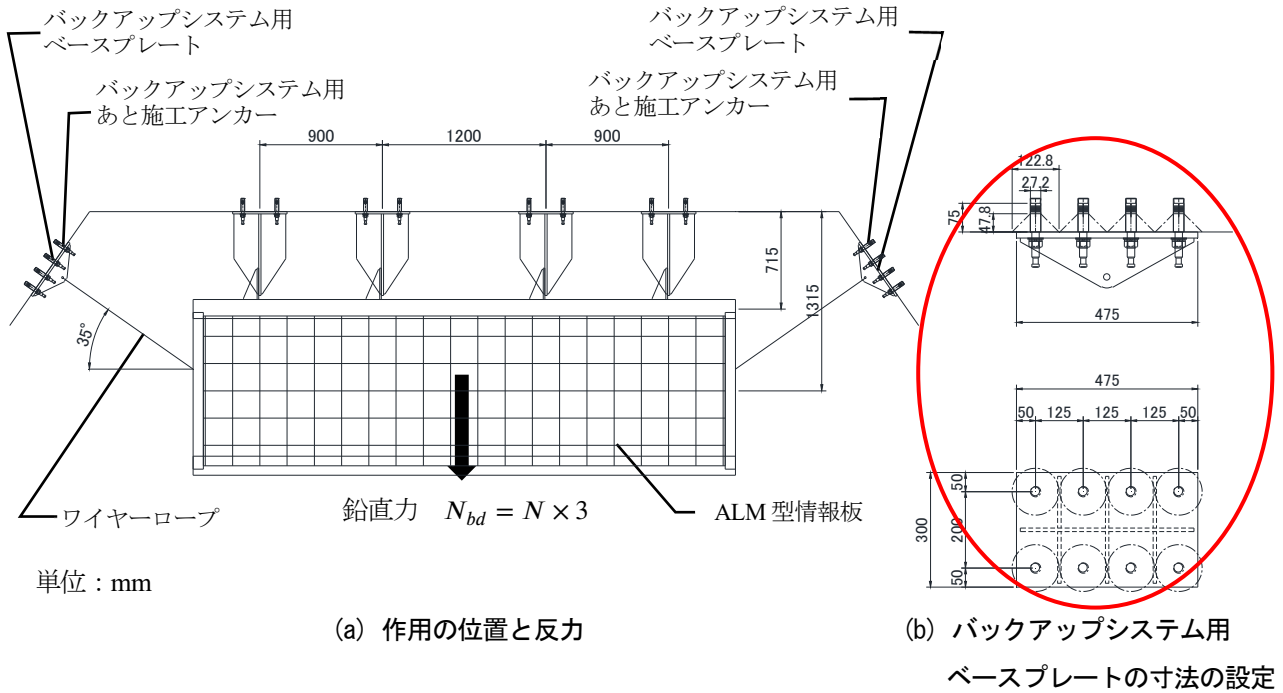 バックアップシステム用
ベースプレート
バックアップシステム用
あと施工アンカー
バックアップシステム用
ベースプレート
バックアップシステム用
あと施工アンカー
900
1200
900
715
1315
35°
ワイヤーロープ
鉛直力 N_{bd} = N × 3
ALM 型情報板
単位：mm
(a) 作用の位置と反力
122.8
27.2
75
47.8
475
475
50 125 125 125 50
50
200
50
300
(b) バックアップシステム用
ベースプレートの寸法の設定